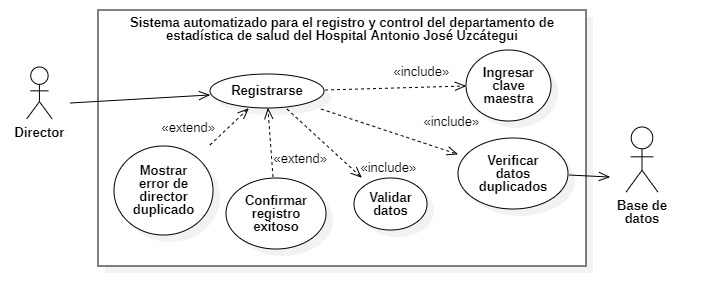 Sistema automatizado para el registro y control del departamento de
estadística de salud del Hospital Antonio José Uzcátegui
Director
Registrarse
«include»
Ingresar
clave
maestra
«extend»
«extend»
«include»
«include»
Mostrar
error de
director
duplicado
Confirmar
registro
exitoso
Validar
datos
Verificar
datos
duplicados
Base de
datos